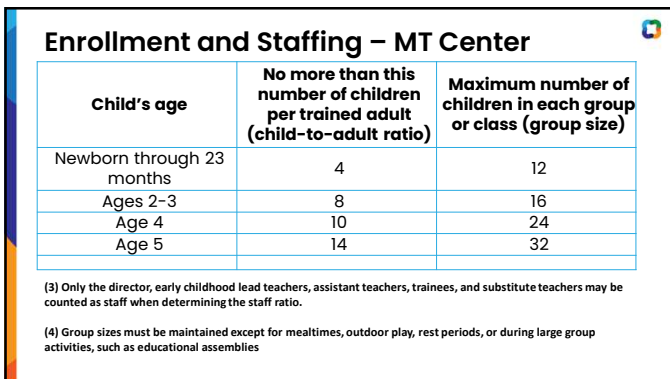 Enrollment and Staffing – MT Center
Child's age
No more than this
number of children
per trained adult
(child-to-adult ratio)
Maximum number of
children in each group
or class (group size)
Newborn through 23
months
4
12
Ages 2-3
8
16
Age 4
10
24
Age 5
14
32
(3) Only the director, early childhood lead teachers, assistant teachers, trainees, and substitute teachers may be
counted as staff when determining the staff ratio.
(4) Group sizes must be maintained except for mealtimes, outdoor play, rest periods, or during large group
activities, such as educational assemblies